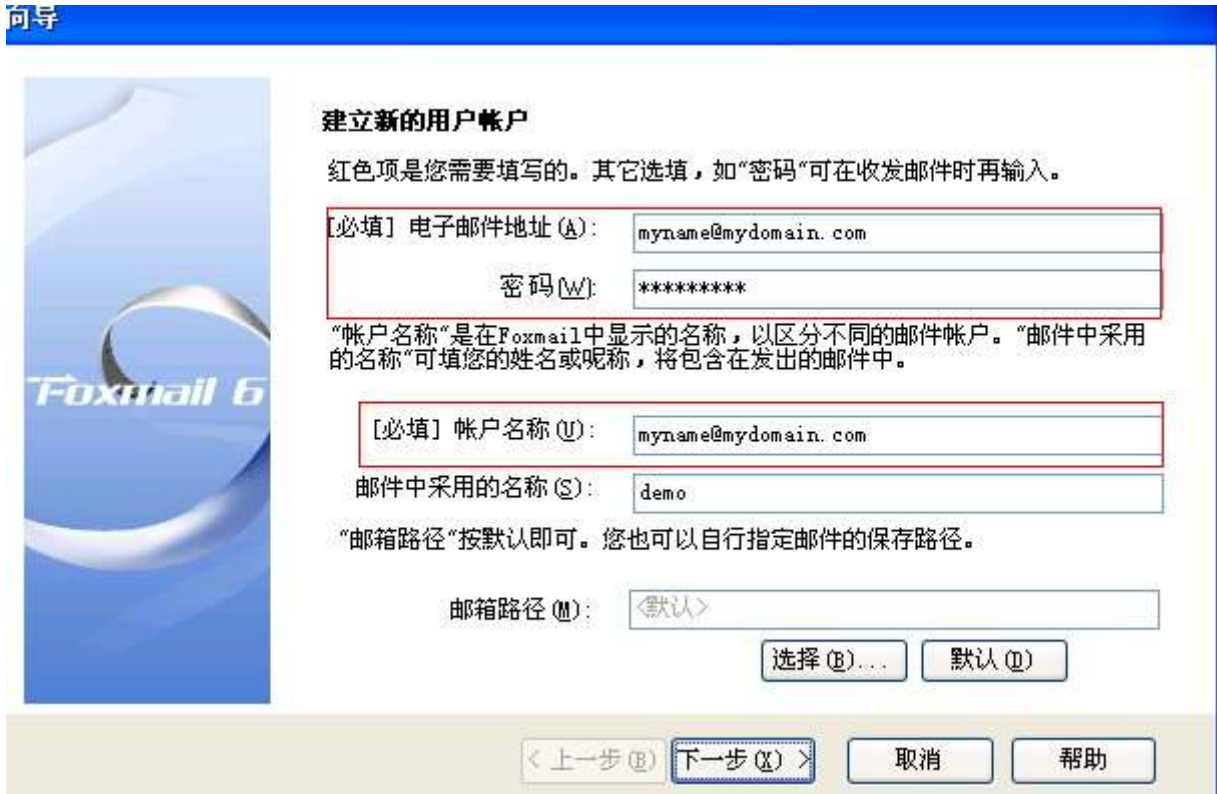 向导
建立新的用户帐户
红色项是您需要填写的。其它选填，如“密码“可在收发邮件时再输入。
[必填] 电子邮件地址(A):
myname@mydomain.com
密码(W):
*********
“帐户名称“是在Foxmail中显示的名称，以区分不同的邮件帐户。“邮件中采用
的名称“可填您的姓名或呢称，将包含在发出的邮件中。
Foxmail 6
[必填] 帐户名称(U):
myname@mydomain.com
邮件中采用的名称(S):
demo
“邮箱路径“按默认即可。您也可以自行指定邮件的保存路径。
邮箱路径(M):
<默认>
选择(B)...
默认(D)
< 上一步(B)
下一步(X) >
取消
帮助